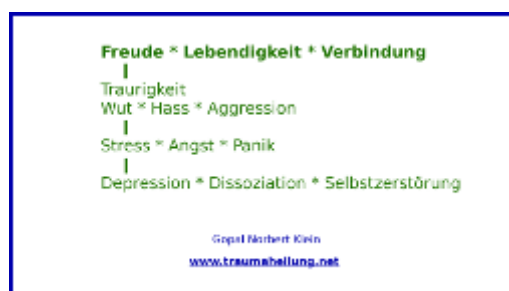 Freude * Lebendigkeit * Verbindung
|
Traurigkeit
Wut * Hass * Aggression
|
Stress * Angst * Panik
|
Depression * Dissoziation * Selbstzerstörung
Gopal Norbert Klein
www.traumaheilung.net